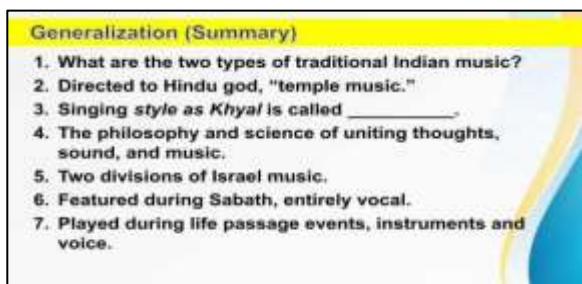 Generalization (Summary)
1. What are the two types of traditional Indian music?
2. Directed to Hindu god, “temple music.”
3. Singing style as Khyal is called __________.
4. The philosophy and science of uniting thoughts,
sound, and music.
5. Two divisions of Israel music.
6. Featured during Sabath, entirely vocal.
7. Played during life passage events, instruments and
voice.